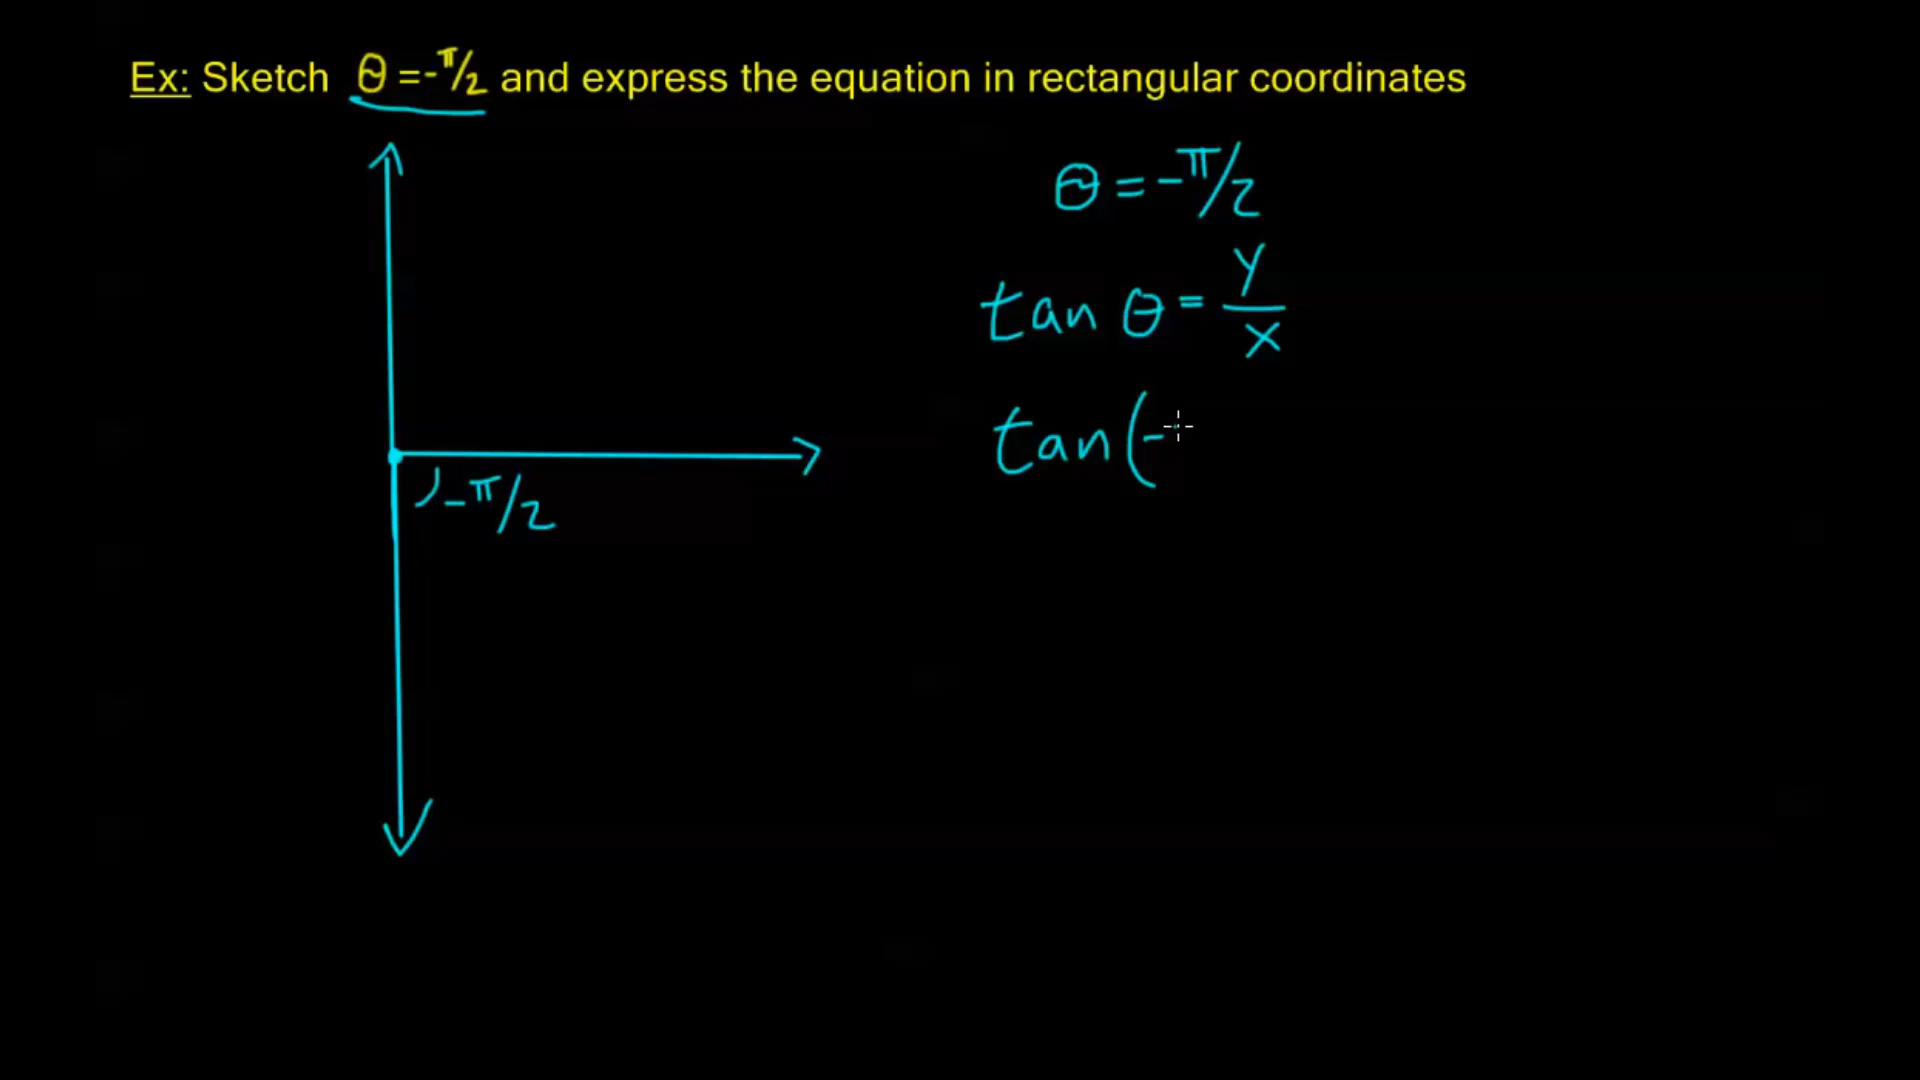 Ex: Sketch θ = -π/2 and express the equation in rectangular coordinates
θ = -π/2
tan θ = y/x
tan(-
-π/2